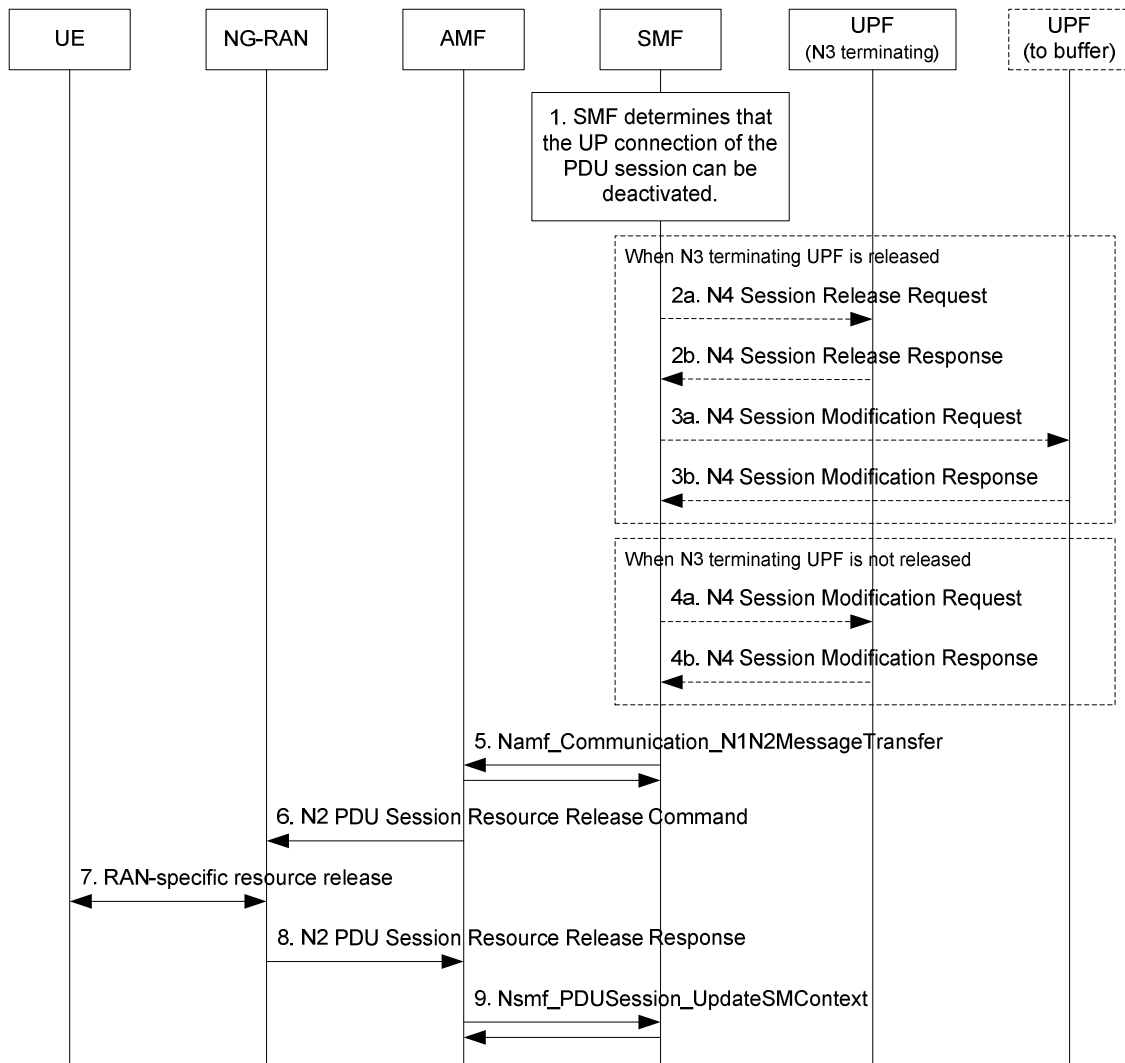 UE
NG-RAN
AMF
SMF
UPF
(N3 terminating)
UPF
(to buffer)
1. SMF determines that
the UP connection of the
PDU session can be
deactivated.
When N3 terminating UPF is released
2a. N4 Session Release Request
2b. N4 Session Release Response
3a. N4 Session Modification Request
3b. N4 Session Modification Response
When N3 terminating UPF is not released
4a. N4 Session Modification Request
4b. N4 Session Modification Response
5. Namf_Communication_N1N2MessageTransfer
6. N2 PDU Session Resource Release Command
7. RAN-specific resource release
8. N2 PDU Session Resource Release Response
9. Nsmf_PDUSession_UpdateSMContext